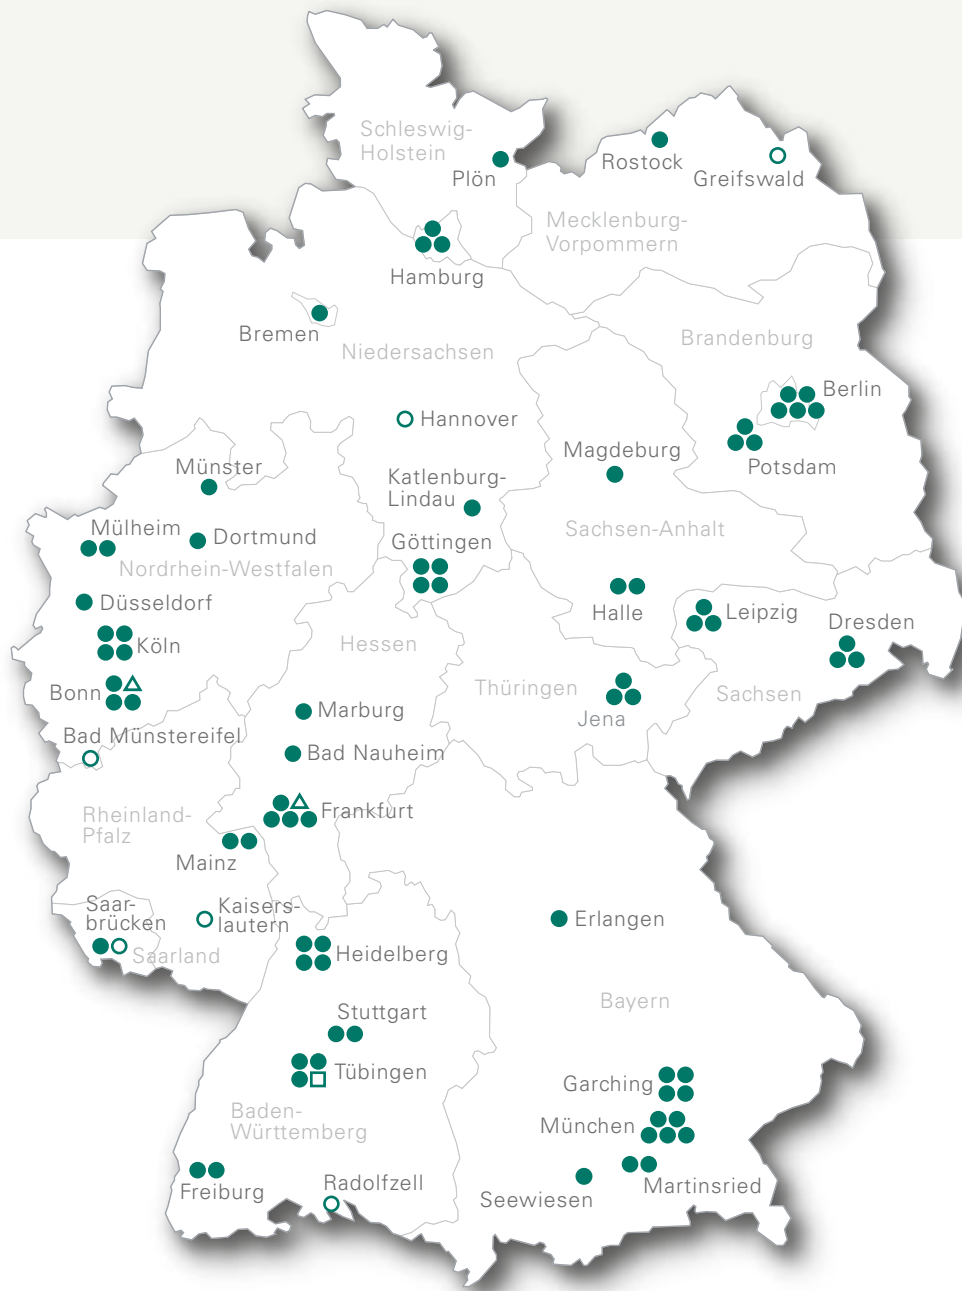 Schleswig-
Holstein
Plön
Rostock
Greifswald
Mecklenburg-
Vorpommern
Hamburg
Bremen
Niedersachsen
Brandenburg
Berlin
Hannover
Potsdam
Magdeburg
Münster
Katlenburg-
Lindau
Mülheim
Dortmund
Göttingen
Sachsen-Anhalt
Nordrhein-Westfalen
Düsseldorf
Halle
Leipzig
Dresden
Köln
Hessen
Bonn
Thüringen
Sachsen
Jena
Marburg
Bad Münstereifel
Bad Nauheim
Rheinland-
Pfalz
Frankfurt
Mainz
Saar-
brücken
Kaisers-
lautern
Erlangen
Saarland
Heidelberg
Bayern
Stuttgart
Tübingen
Garching
Baden-
Württemberg
München
Freiburg
Radolfzell
Seewiesen
Martinsried